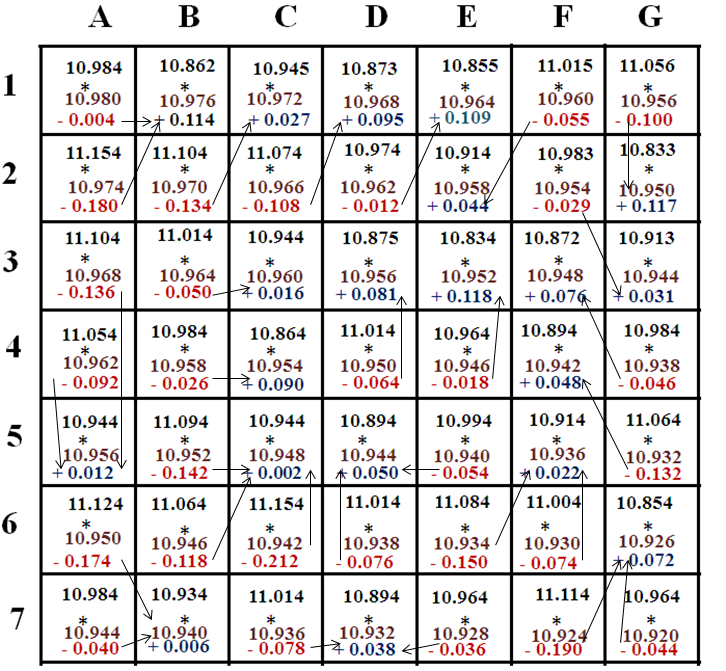 A B C D E F G
1
10.984 10.862 10.945 10.873 10.855 11.015 11.056
* * * * * * *
10.980 10.976 10.972 10.968 10.964 10.960 10.956
- 0.004 + 0.114 + 0.027 + 0.095 + 0.109 - 0.055 - 0.100
2
11.154 11.104 11.074 10.974 10.914 10.983 10.833
* * * * * * *
10.974 10.970 10.966 10.962 10.958 10.954 10.950
- 0.180 - 0.134 - 0.108 - 0.012 + 0.044 - 0.029 + 0.117
3
11.104 11.014 10.944 10.875 10.834 10.872 10.913
* * * * * * *
10.968 10.964 10.960 10.956 10.952 10.948 10.944
- 0.136 - 0.050 + 0.016 + 0.081 + 0.118 + 0.076 + 0.031
4
11.054 10.984 10.864 11.014 10.964 10.894 10.984
* * * * * * *
10.962 10.958 10.954 10.950 10.946 10.942 10.938
- 0.092 - 0.026 + 0.090 - 0.064 - 0.018 + 0.048 - 0.046
5
10.944 11.094 10.944 10.894 10.994 10.914 11.064
* * * * * * *
10.956 10.952 10.948 10.944 10.940 10.936 10.932
+ 0.012 - 0.142 + 0.002 + 0.050 - 0.054 + 0.022 - 0.132
6
11.124 11.064 11.154 11.014 11.084 11.004 10.854
* * * * * * *
10.950 10.946 10.942 10.938 10.934 10.930 10.926
- 0.174 - 0.118 - 0.212 - 0.076 - 0.150 - 0.074 + 0.072
7
10.984 10.934 11.014 10.894 10.964 11.114 10.964
* * * * * * *
10.944 10.940 10.936 10.932 10.928 10.924 10.920
- 0.040 + 0.006 - 0.078 + 0.038 - 0.036 - 0.190 - 0.044